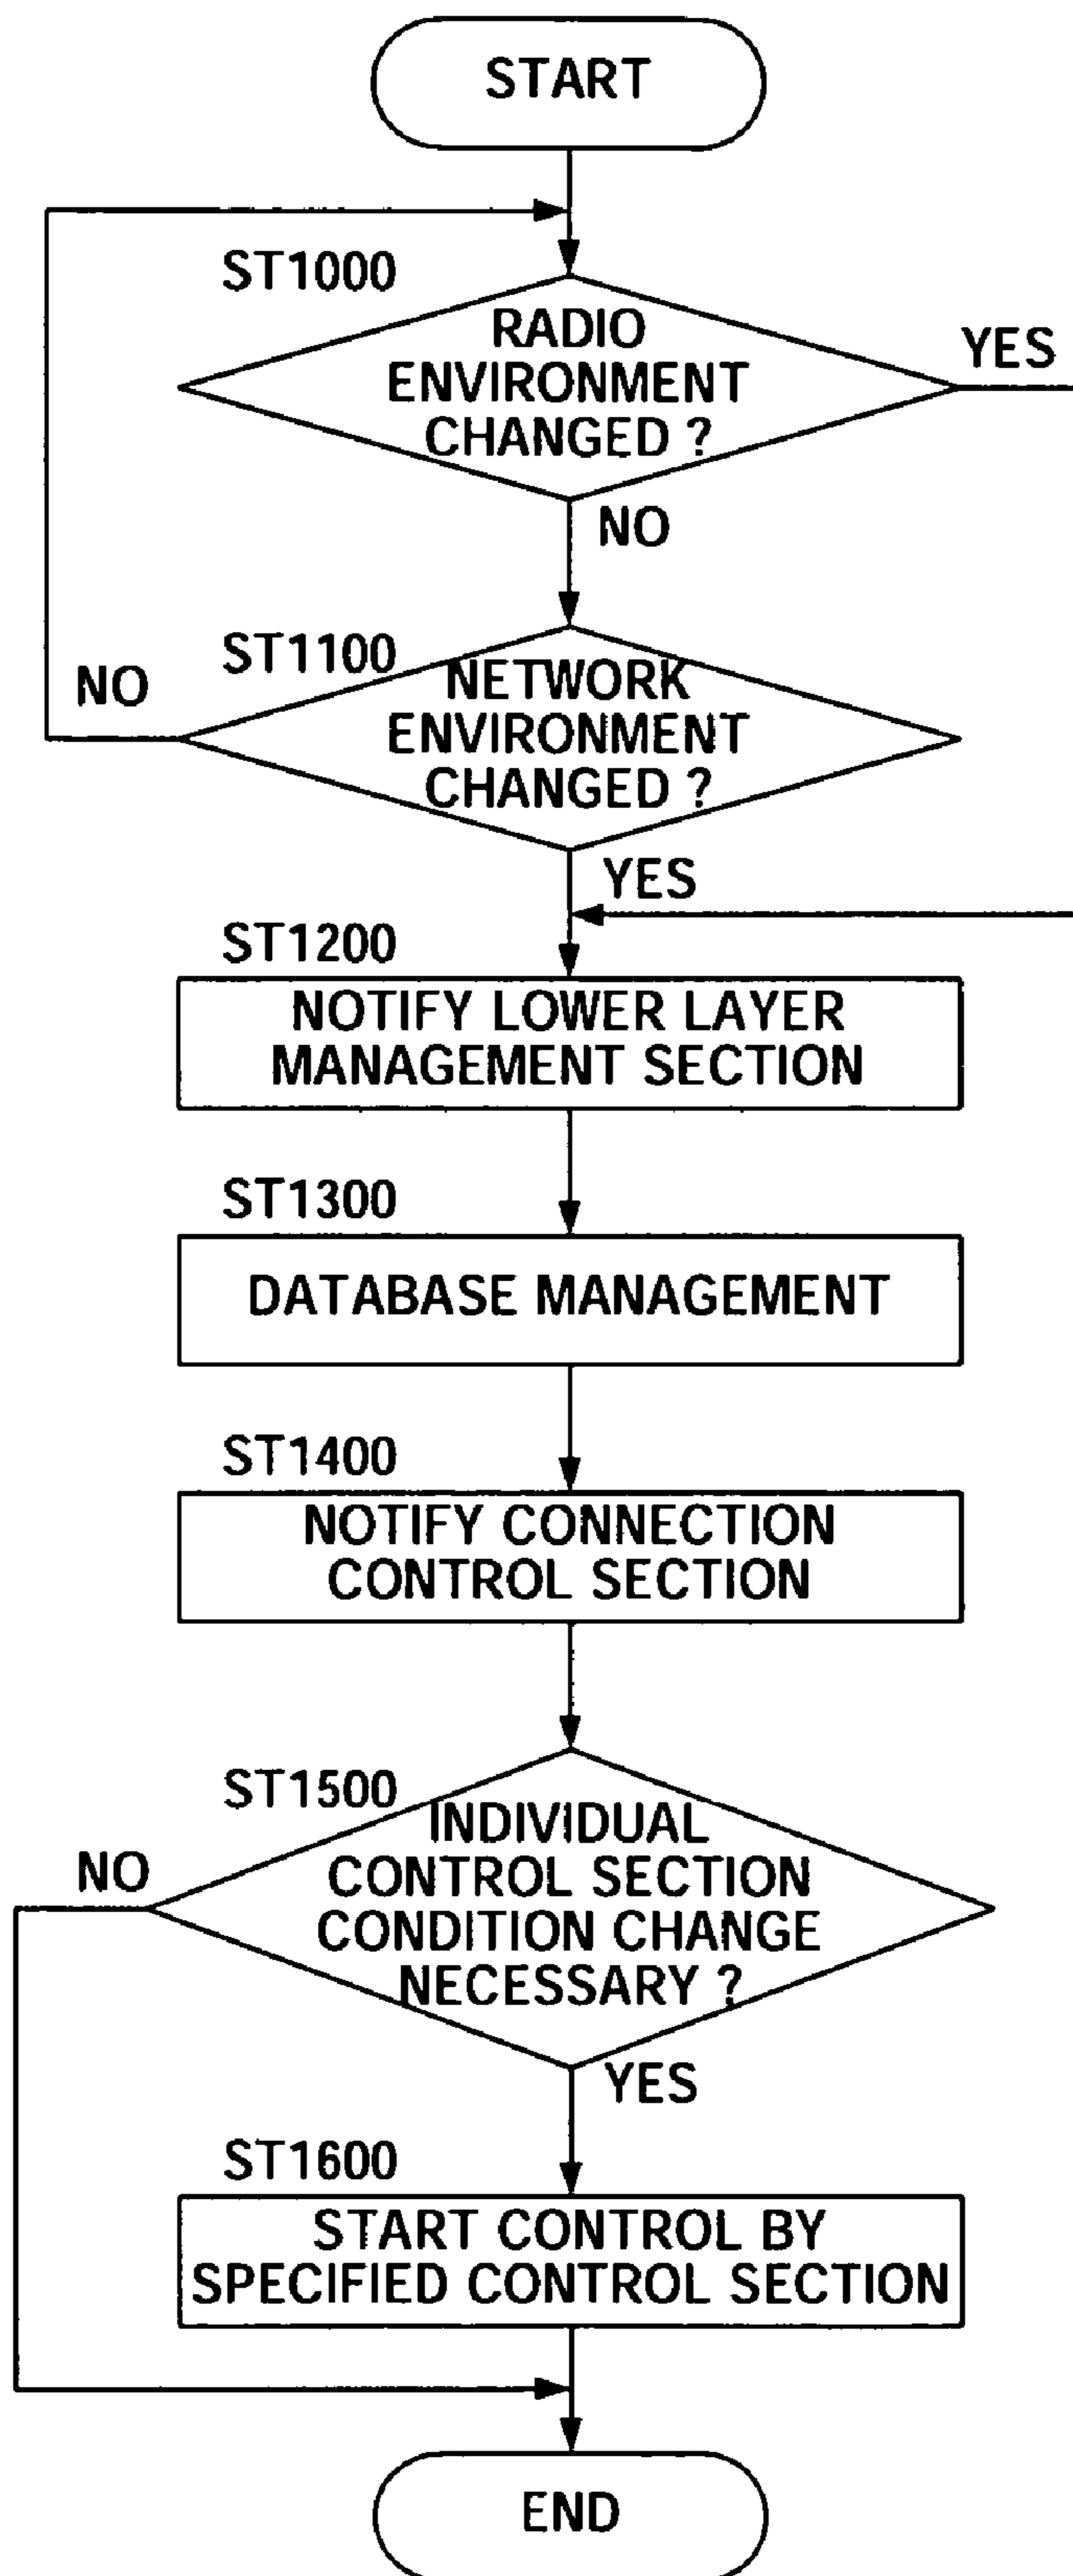 START
ST1000
RADIO
ENVIRONMENT
CHANGED ?
YES
NO
ST1100
NETWORK
ENVIRONMENT
CHANGED ?
NO
YES
ST1200
NOTIFY LOWER LAYER
MANAGEMENT SECTION
ST1300
DATABASE MANAGEMENT
ST1400
NOTIFY CONNECTION
CONTROL SECTION
ST1500
INDIVIDUAL
CONTROL SECTION
CONDITION CHANGE
NECESSARY ?
NO
YES
ST1600
START CONTROL BY
SPECIFIED CONTROL SECTION
END